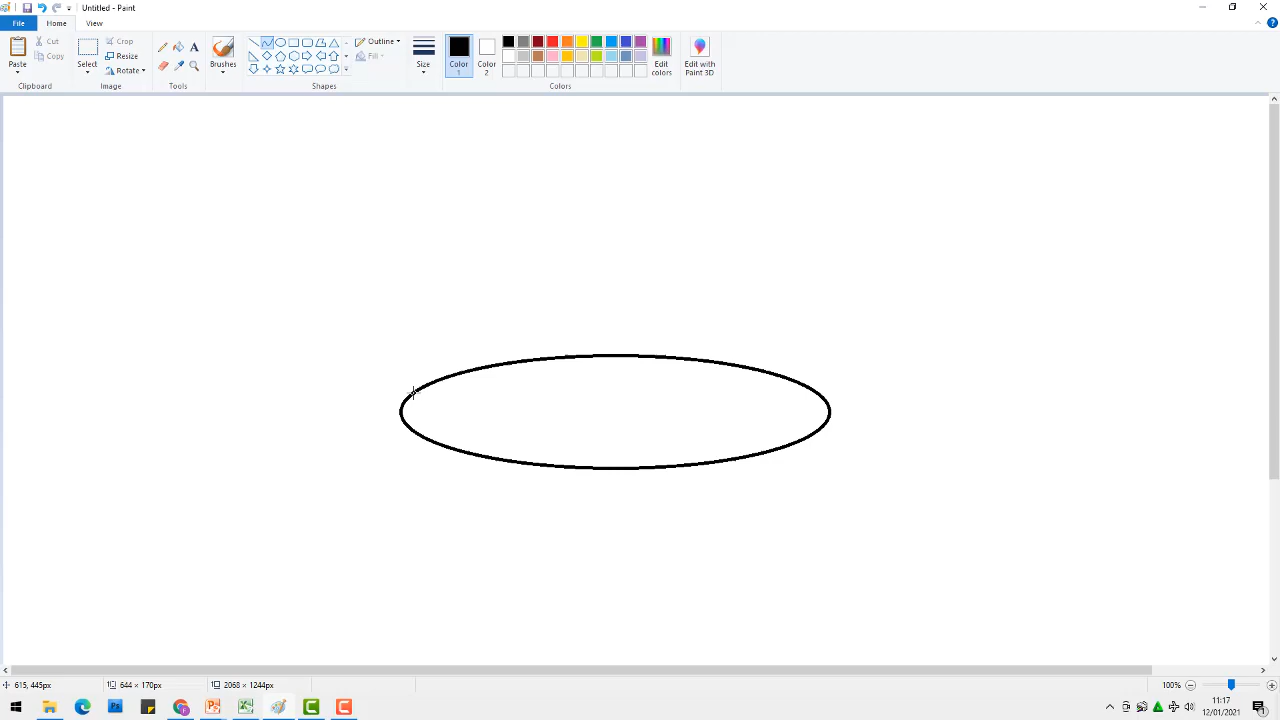 Untitled - Paint
File Home View
Cut Crop Outline
Copy Resize Fill
Paste Select Rotate Brushes Size Color 1 Color 2 Edit colors Edit with Paint 3D
Clipboard Image Tools Shapes Colors
615, 445px 644 × 170px 2068 × 1244px 100%
11:17
12/01/2021